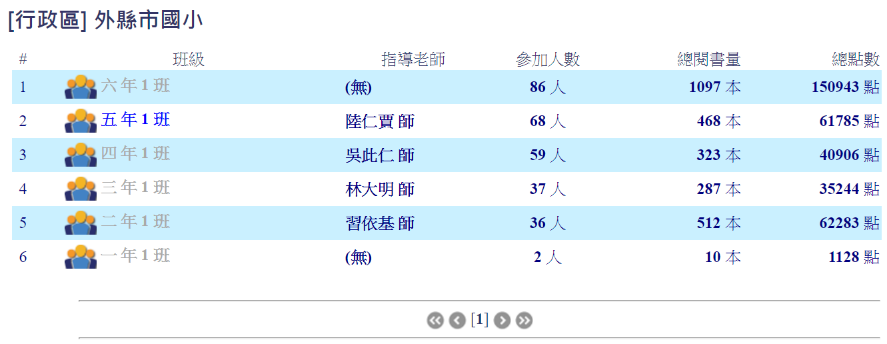 [行政區] 外縣市國小
# 班級 指導老師 參加人數 總閱書量 總點數
1 六年1班 (無) 86 人 1097 本 150943 點
2 五年1班 陸仁賈 師 68 人 468 本 61785 點
3 四年1班 吳此仁 師 59 人 323 本 40906 點
4 三年1班 林大明 師 37 人 287 本 35244 點
5 二年1班 習依基 師 36 人 512 本 62283 點
6 一年1班 (無) 2 人 10 本 1128 點
[1]